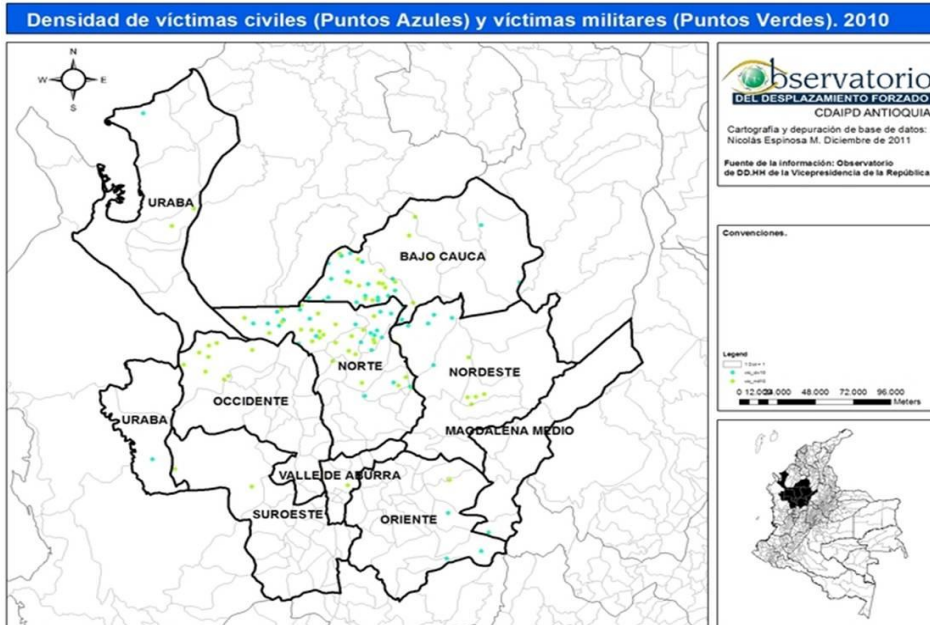 Densidad de víctimas civiles (Puntos Azules) y víctimas militares (Puntos Verdes). 2010
N
W E
S
URABA
BAJO CAUCA
NORTE
NORDESTE
OCCIDENTE
URABA
MAGDALENA MEDIO
VALLE DE ABURRA
SUROESTE
ORIENTE
Observatorio
DEL DESPLAZAMIENTO FORZADO
CDAIPD ANTIOQUIA
Cartografía y depuración de base de datos:
Nicolás Espinosa M. Diciembre de 2011
Fuente de la información: Observatorio
de DD.HH de la Vicepresidencia de la República
Convenciones.
Legend
48.000 72.000 96.000
Meters